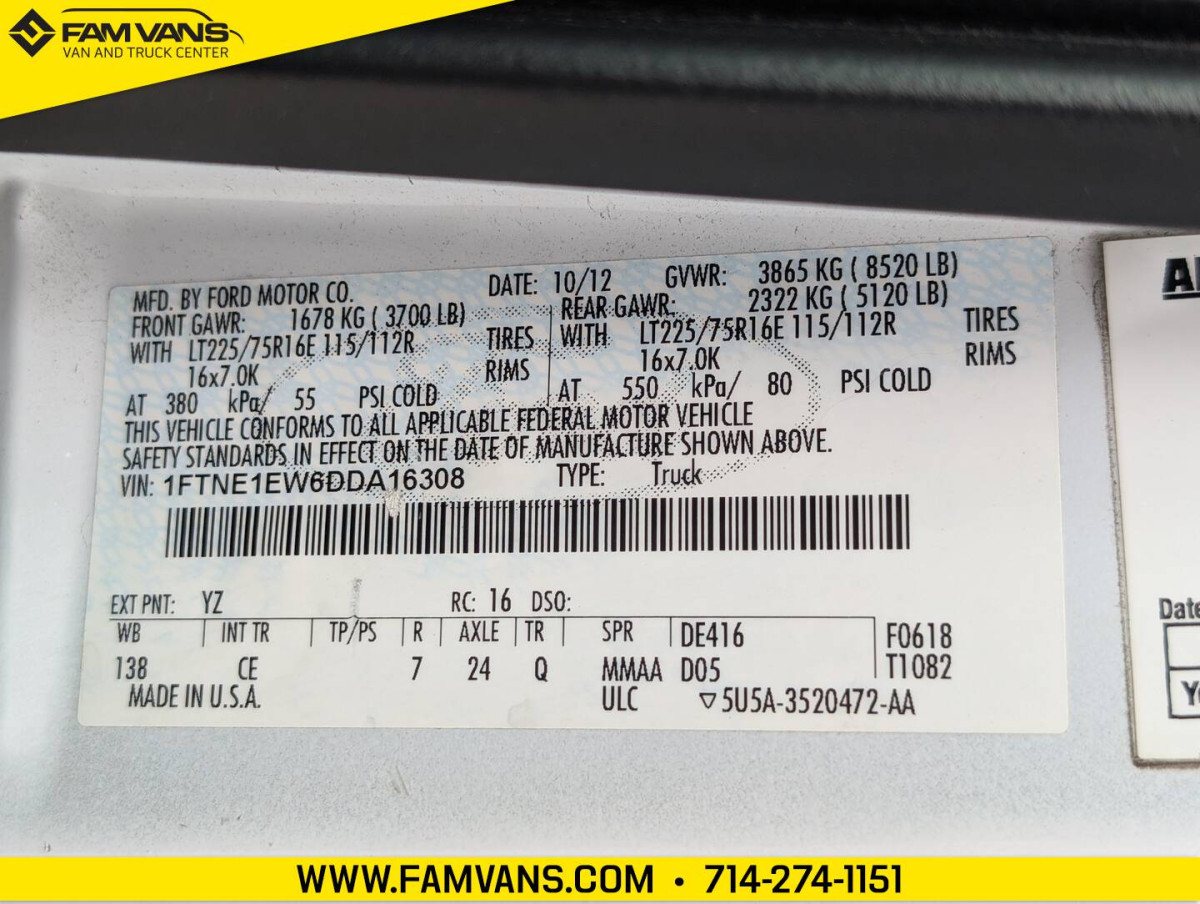 FAM VANS
VAN AND TRUCK CENTER
MFD. BY FORD MOTOR CO. DATE: 10/12 GVWR: 3865 KG ( 8520 LB)
FRONT GAWR: 1678 KG ( 3700 LB) REAR GAWR: 2322 KG ( 5120 LB)
WITH LT225/75R16E 115/112R TIRES WITH LT225/75R16E 115/112R TIRES
16x7.0K RIMS 16x7.0K RIMS
AT 380 kPa/ 55 PSI COLD AT 550 kPa/ 80 PSI COLD
THIS VEHICLE CONFORMS TO ALL APPLICABLE FEDERAL MOTOR VEHICLE
SAFETY STANDARDS IN EFFECT ON THE DATE OF MANUFACTURE SHOWN ABOVE.
VIN: 1FTNE1EW6DDA16308 TYPE: Truck
EXT PNT: YZ RC: 16 DSO:
WB INT TR TP/PS R AXLE TR SPR DE416 F0618
138 CE 7 24 Q MMAA D05 T1082
MADE IN U.S.A. ULC ▽5U5A-3520472-AA
Date
WWW.FAMVANS.COM • 714-274-1151